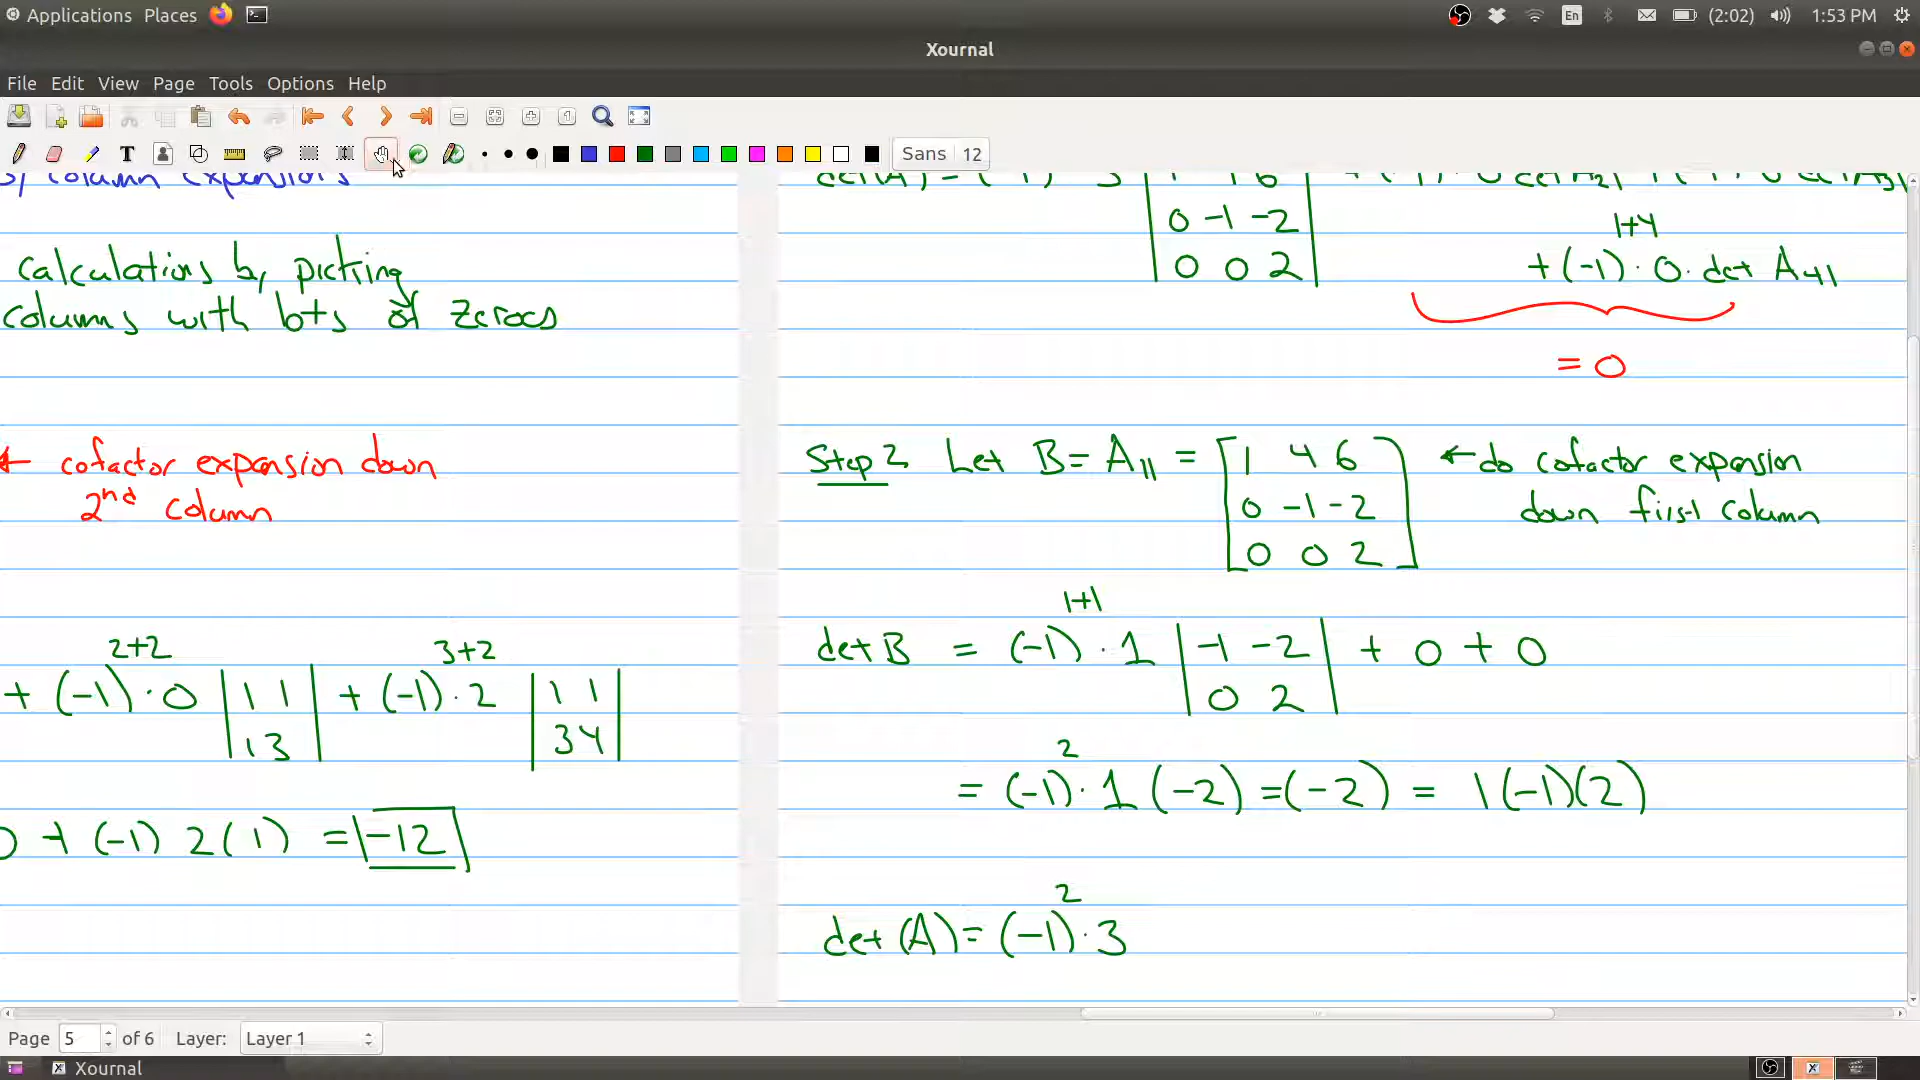 Applications Places En (2:02) 1:53 PM
Xournal
File Edit View Page Tools Options Help
T Sans 12
column expansions
calculations by picking
columns with lots of zeroes
← cofactor expansion down
2nd column
2+2 3+2
+ (-1) · 0 | 1 1 | + (-1) · 2 | 1 1 |
| 1 3 | | 3 4 |
+ (-1) 2 (1) = -12
0 -1 -2
0 0 2
1+4
+ (-1) · 0 · det A41
= 0
Step 2 Let B = A11 = [ 1 4 6 ] ← do cofactor expansion
0 -1 -2 down first column
0 0 2
1+1
det B = (-1) · 1 | -1 -2 | + 0 + 0
| 0 2 |
2
= (-1) · 1 (-2) = (-2) = 1(-1)(2)
2
det (A) = (-1) · 3
Page 5 of 6 Layer: Layer 1
Xournal